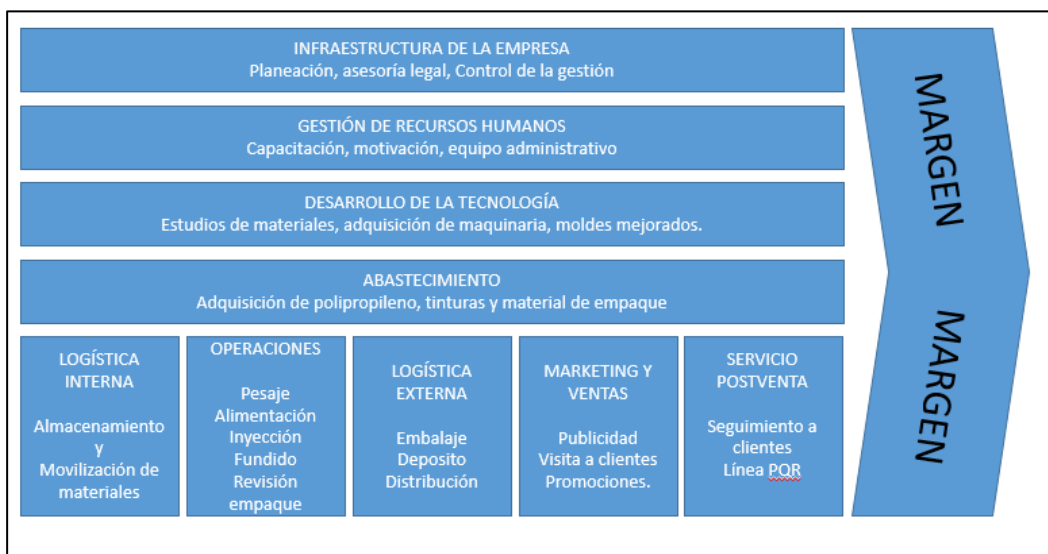 INFRAESTRUCTURA DE LA EMPRESA
Planeación, asesoría legal, Control de la gestión
GESTIÓN DE RECURSOS HUMANOS
Capacitación, motivación, equipo administrativo
DESARROLLO DE LA TECNOLOGÍA
Estudios de materiales, adquisición de maquinaria, moldes mejorados.
ABASTECIMIENTO
Adquisición de polipropileno, tinturas y material de empaque
LOGÍSTICA
INTERNA
Almacenamiento
y
Movilización de
materiales
OPERACIONES
Pesaje
Alimentación
Inyección
Fundido
Revisión
empaque
LOGÍSTICA
EXTERNA
Embalaje
Deposito
Distribución
MARKETING Y
VENTAS
Publicidad
Visita a clientes
Promociones.
SERVICIO
POSTVENTA
Seguimiento a
clientes
Línea PQR
MARGEN
MARGEN